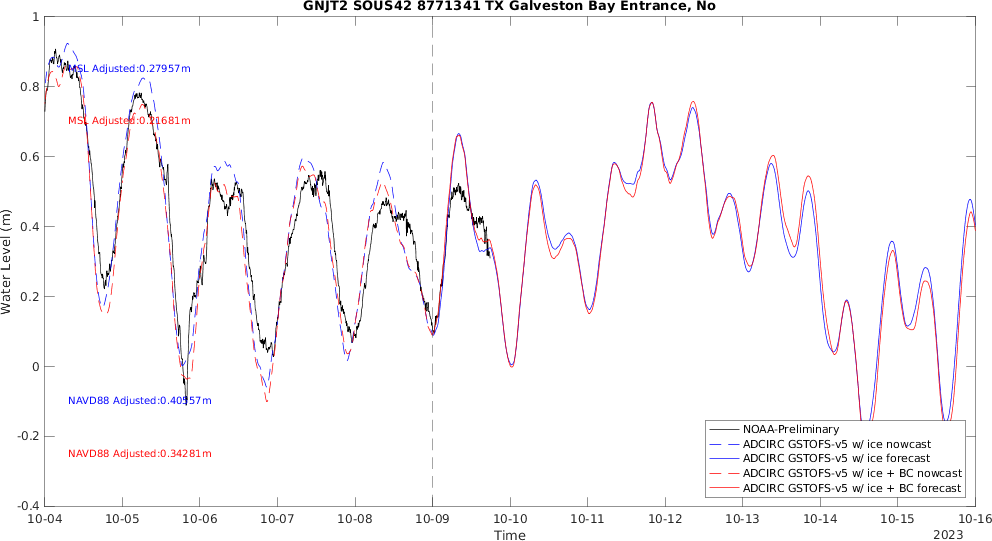 GNJT2 SOUS42 8771341 TX Galveston Bay Entrance, No
Water Level (m)
1
0.8
0.6
0.4
0.2
0
-0.2
-0.4
MSL Adjusted:0.27957m
MSL Adjusted:0.21681m
NAVD88 Adjusted:0.40557m
NAVD88 Adjusted:0.34281m
NOAA-Preliminary
ADCIRC GSTOFS-v5 w/ ice nowcast
ADCIRC GSTOFS-v5 w/ ice forecast
ADCIRC GSTOFS-v5 w/ ice + BC nowcast
ADCIRC GSTOFS-v5 w/ ice + BC forecast
10-04 10-05 10-06 10-07 10-08 10-09 10-10 10-11 10-12 10-13 10-14 10-15 10-16
Time
2023